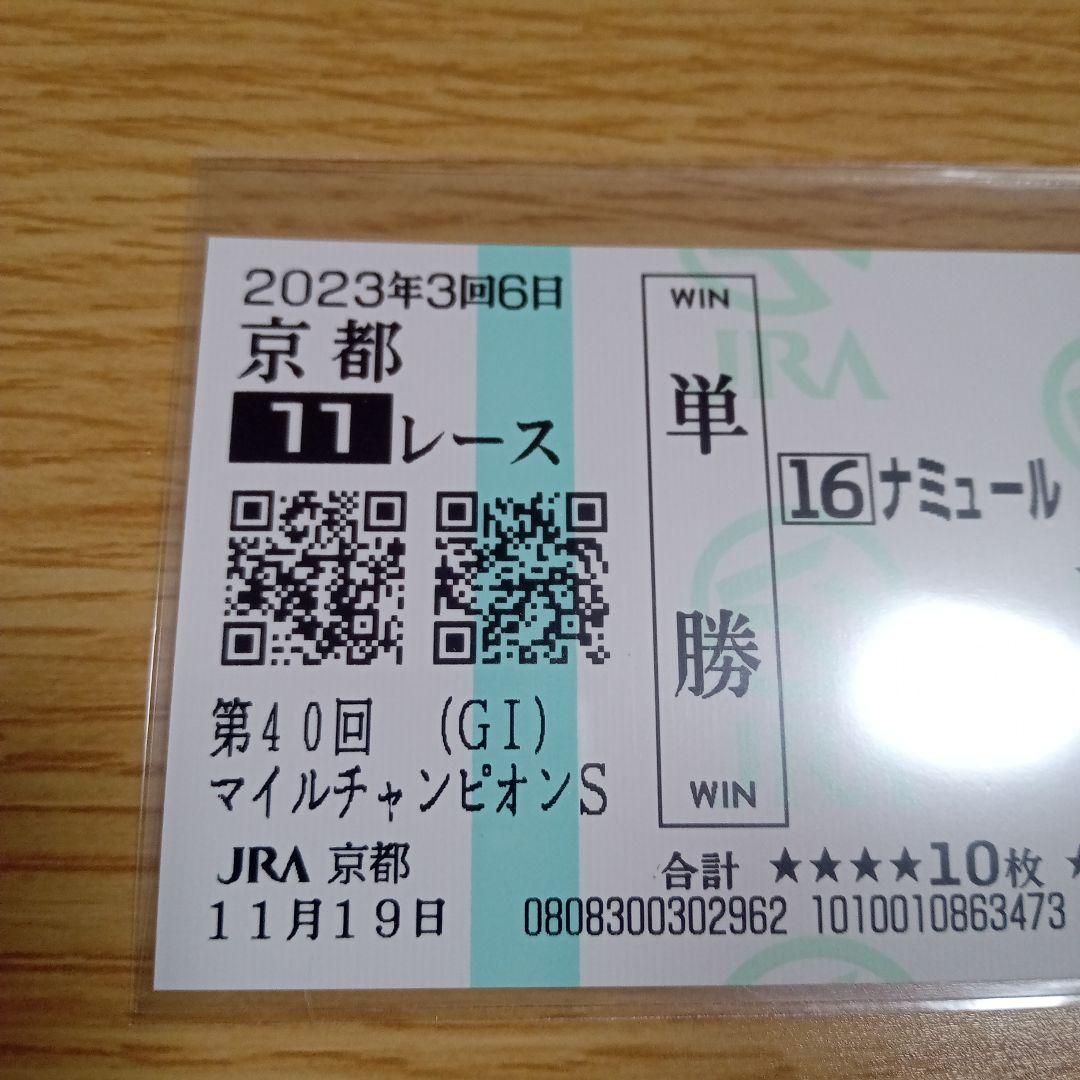 2023年3回6日
京都
11レース
第40回 (GI)
マイルチャンピオンS
JRA 京都
11月19日
WIN
単勝
WIN
16 ナミュール
合計 ★★★★10枚
0808300302962 1010010863473
JRA